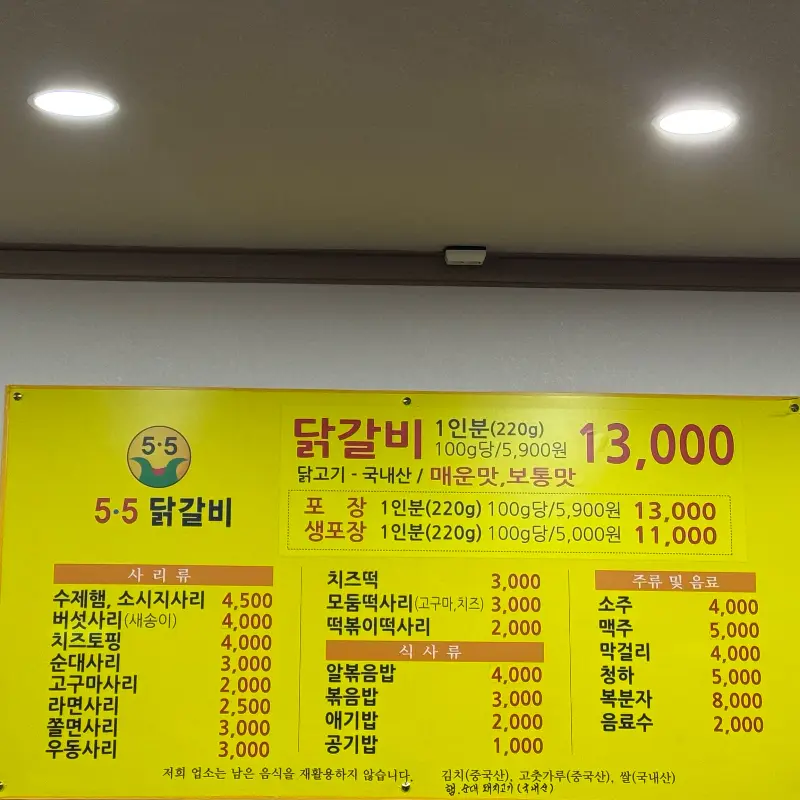 5·5
5·5 닭갈비
닭갈비 1인분(220g) 100g당/5,900원 13,000
닭고기 - 국내산 / 매운맛,보통맛
포 장 1인분(220g) 100g당/5,900원 13,000
생포장 1인분(220g) 100g당/5,000원 11,000
사 리 류
수제햄, 소시지사리 4,500
버섯사리(새송이) 4,000
치즈토핑 4,000
순대사리 3,000
고구마사리 2,000
라면사리 2,500
쫄면사리 3,000
우동사리 3,000
치즈떡 3,000
모둠떡사리(고구마,치즈) 3,000
떡볶이떡사리 2,000
식 사 류
알볶음밥 4,000
볶음밥 3,000
애기밥 2,000
공기밥 1,000
주류 및 음료
소주 4,000
맥주 5,000
막걸리 4,000
청하 5,000
복분자 8,000
음료수 2,000
저희 업소는 남은 음식을 재활용하지 않습니다.
김치(중국산), 고춧가루(중국산), 쌀(국내산)
햄, 순대 돼지고기 (국내산)